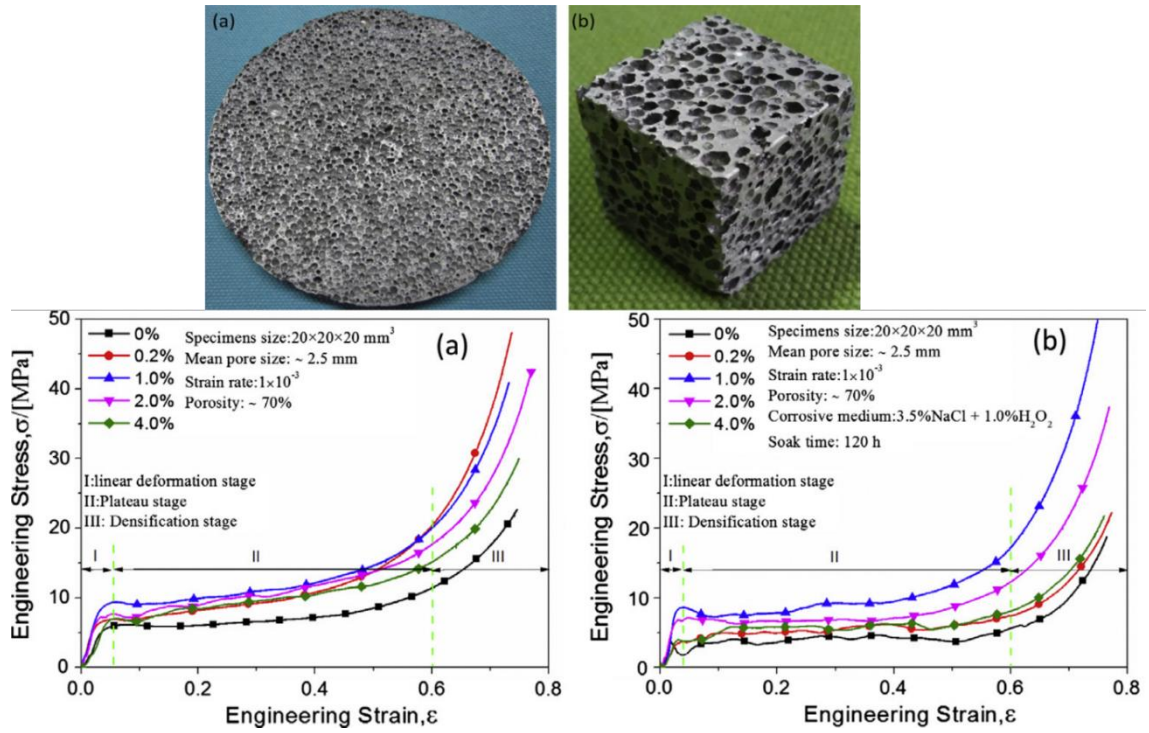 (a)
(b)
50
40
30
20
10
0
Engineering Stress,σ/[MPa]
0%
0.2%
1.0%
2.0%
4.0%
Specimens size:20×20×20 mm³
Mean pore size: ~ 2.5 mm
Strain rate:1×10⁻³
Porosity: ~ 70%
(a)
I:linear deformation stage
II:Plateau stage
III: Densification stage
I
II
III
0.0
0.2
0.4
0.6
0.8
Engineering Strain,ε
50
40
30
20
10
0
Engineering Stress,σ/[MPa]
0%
0.2%
1.0%
2.0%
4.0%
Specimens size:20×20×20 mm³
Mean pore size: ~ 2.5 mm
Strain rate:1×10⁻³
Porosity: ~ 70%
Corrosive medium:3.5%NaCl + 1.0%H₂O₂
Soak time: 120 h
(b)
I:linear deformation stage
II:Plateau stage
III: Densification stage
I
II
III
0.0
0.2
0.4
0.6
0.8
Engineering Strain,ε